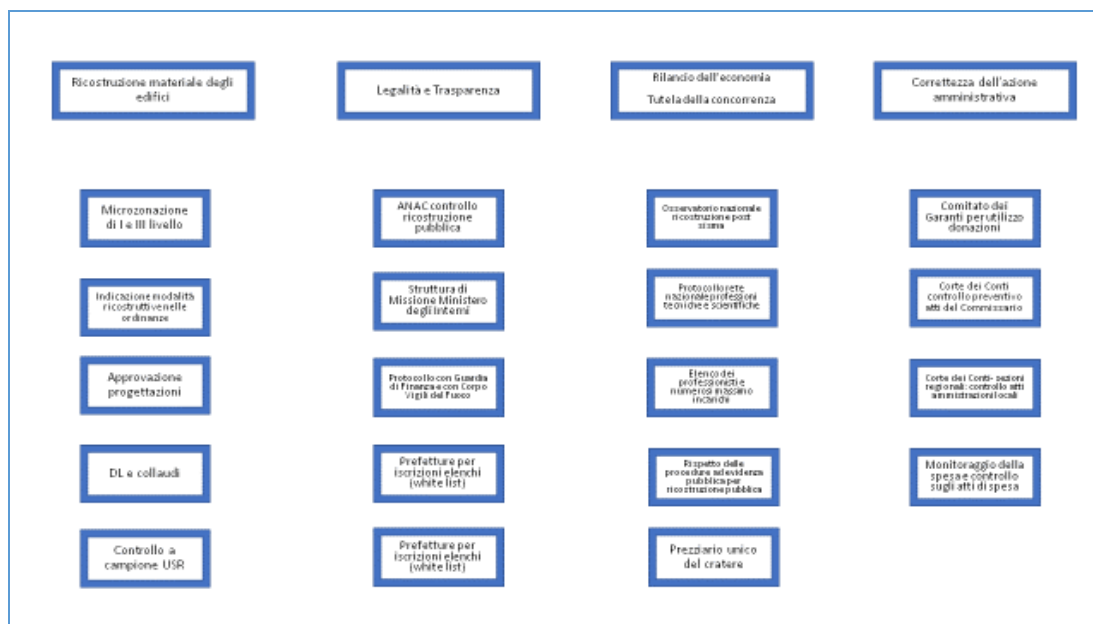 Ricostruzione materiale degli
edifici
Legalità e Trasparenza
Rilancio dell'economia
Tutela della concorrenza
Correttezza dell'azione
amministrativa
Microzonazione
di I e III livello
ANAC controllo
ricostruzione
pubblica
Osservatorio nazionale
ricostruzione post
sisma
Comitato dei
Garanti per utilizzo
donazioni
Indicazione modalità
ricostruttive nelle
ordinanze
Struttura di
Missione Ministero
degli Interni
Protocollo rete
nazionale professioni
tecniche e scientifiche
Corte dei Conti
controllo preventivo
atti del Commissario
Approvazione
progettazioni
Protocollo con Guardia
di Finanza e con Corpo
Vigili del Fuoco
Elenco dei
professionisti e
numerosi massimo
incarichi
Corte dei Conti- sezioni
regionali: controllo atti
amministrazioni locali
DL e collaudi
Prefetture per
iscrizioni elenchi
(white list)
Rispetto delle
procedure ad evidenza
pubblica per
ricostruzione pubblica
Monitoraggio della
spesa e controllo
sugli atti di spesa
Controllo a
campione USR
Prefetture per
iscrizioni elenchi
(white list)
Prezziario unico
del cratere